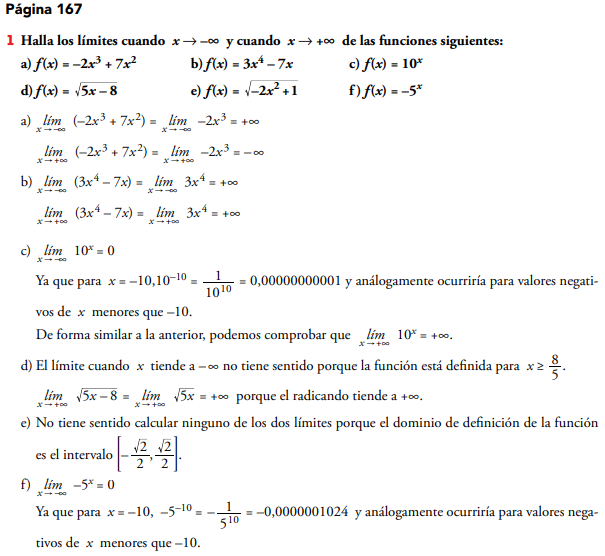 Página 167
1 Halla los límites cuando x → –∞ y cuando x → +∞ de las funciones siguientes:
a) f(x) = –2x³ + 7x² b) f(x) = 3x⁴ – 7x c) f(x) = 10ˣ
d) f(x) = √(5x – 8) e) f(x) = √(–2x² + 1) f) f(x) = –5ˣ
a) lím x → –∞ (–2x³ + 7x²) = lím x → –∞ –2x³ = +∞
lím x → +∞ (–2x³ + 7x²) = lím x → +∞ –2x³ = –∞
b) lím x → –∞ (3x⁴ – 7x) = lím x → –∞ 3x⁴ = +∞
lím x → +∞ (3x⁴ – 7x) = lím x → +∞ 3x⁴ = +∞
c) lím x → –∞ 10ˣ = 0
Ya que para x = –10, 10⁻¹⁰ = 1/10¹⁰ = 0,00000000001 y análogamente ocurriría para valores negati-
vos de x menores que –10.
De forma similar a la anterior, podemos comprobar que lím x → +∞ 10ˣ = +∞.
d) El límite cuando x tiende a –∞ no tiene sentido porque la función está definida para x ≥ 8/5.
lím x → +∞ √(5x – 8) = lím x → +∞ √(5x) = +∞ porque el radicando tiende a +∞.
e) No tiene sentido calcular ninguno de los dos límites porque el dominio de definición de la función
es el intervalo [–√2/2, √2/2].
f) lím x → –∞ –5ˣ = 0
Ya que para x = –10, –5⁻¹⁰ = –1/5¹⁰ = –0,0000001024 y análogamente ocurriría para valores nega-
tivos de x menores que –10.